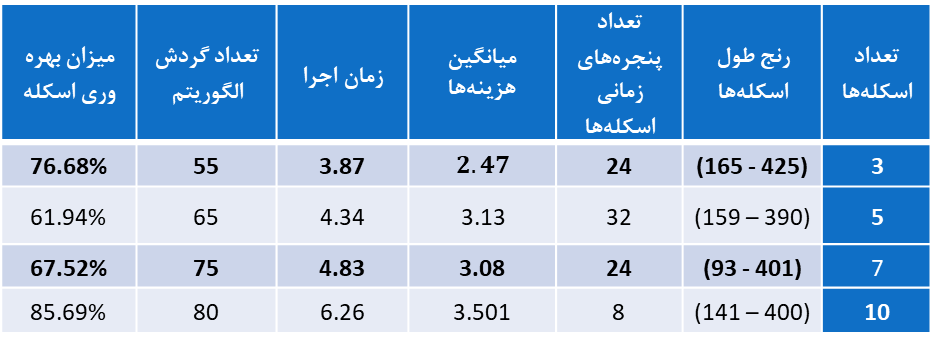 تعداد اسکله‌ها | رنج طول اسکله‌ها | تعداد پنجره‌های زمانی اسکله‌ها | میانگین هزینه‌ها | زمان اجرا | تعداد گردش الگوریتم | میزان بهره وری اسکله
3 | (165 - 425) | 24 | 2.47 | 3.87 | 55 | 76.68%
5 | (159 – 390) | 32 | 3.13 | 4.34 | 65 | 61.94%
7 | (93 - 401) | 24 | 3.08 | 4.83 | 75 | 67.52%
10 | (141 – 400) | 8 | 3.501 | 6.26 | 80 | 85.69%